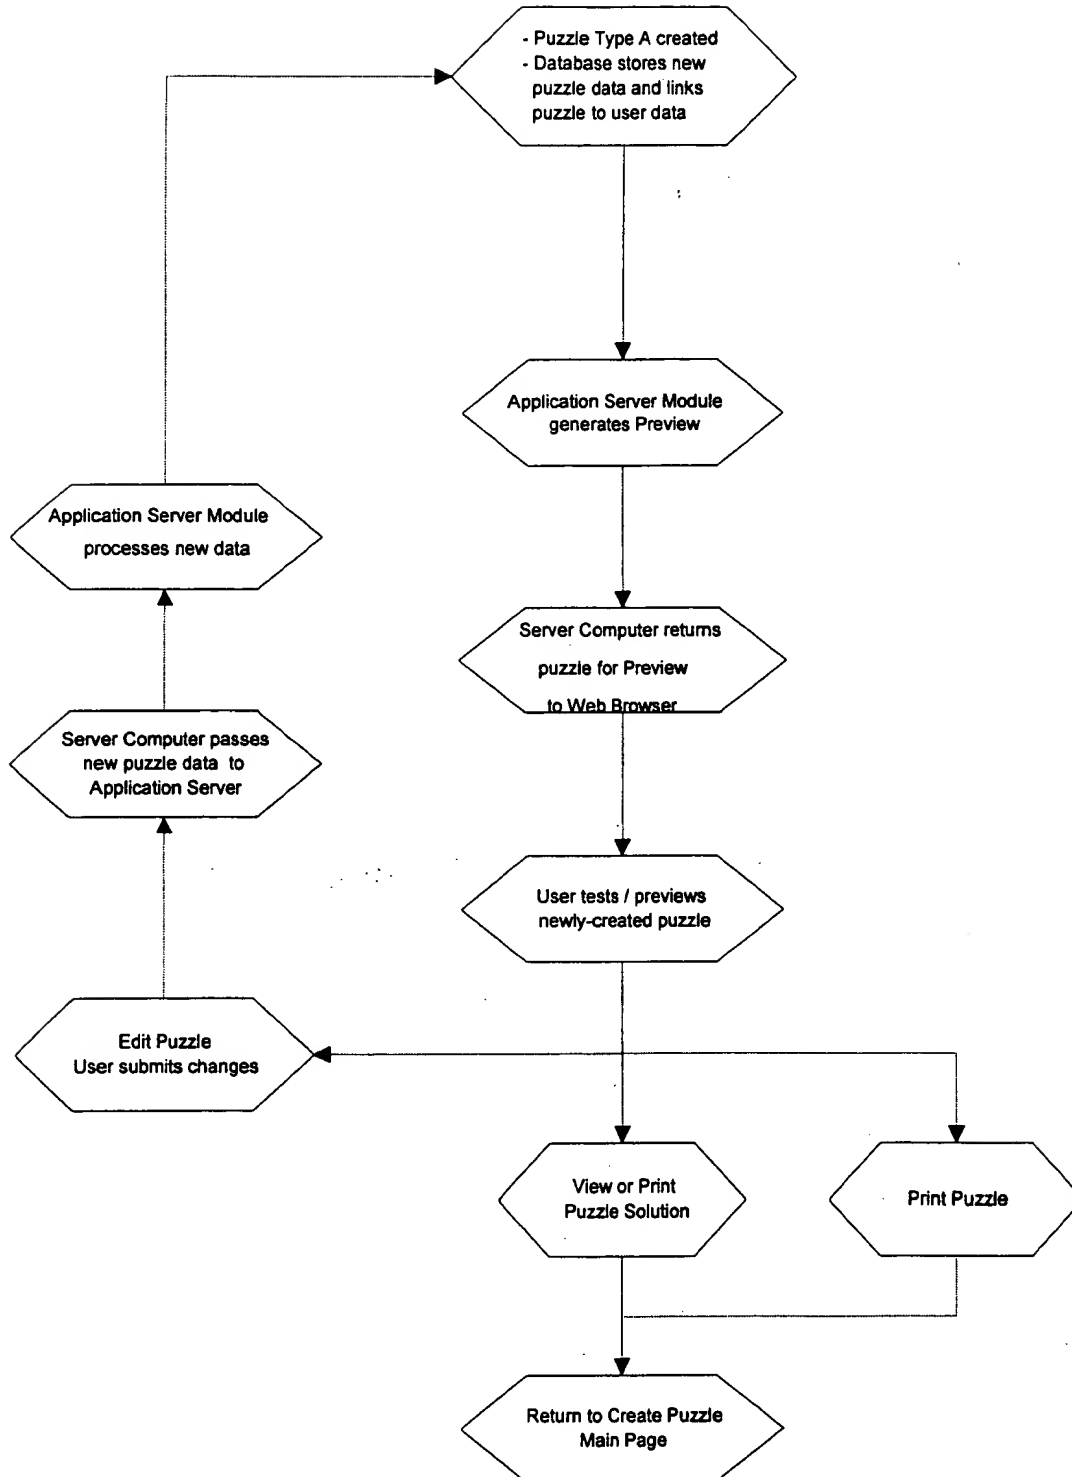 - Puzzle Type A created
- Database stores new
puzzle data and links
puzzle to user data
Application Server Module
generates Preview
Application Server Module
processes new data
Server Computer returns
puzzle for Preview
to Web Browser
Server Computer passes
new puzzle data to
Application Server
User tests / previews
newly-created puzzle
Edit Puzzle
User submits changes
View or Print
Puzzle Solution
Print Puzzle
Return to Create Puzzle
Main Page